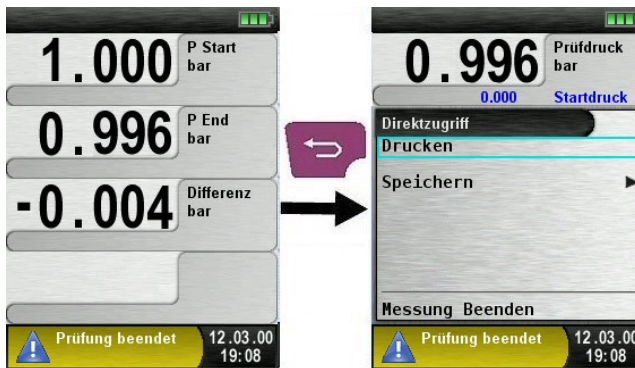 1.000 P Start
bar
0.996 P End
bar
-0.004 Differenz
bar
Prüfung beendet 12.03.00
19:08
0.996 Prüfdruck
bar
0.000 Startdruck
Direktzugriff
Drucken
Speichern
Messung Beenden
Prüfung beendet 12.03.00
19:08